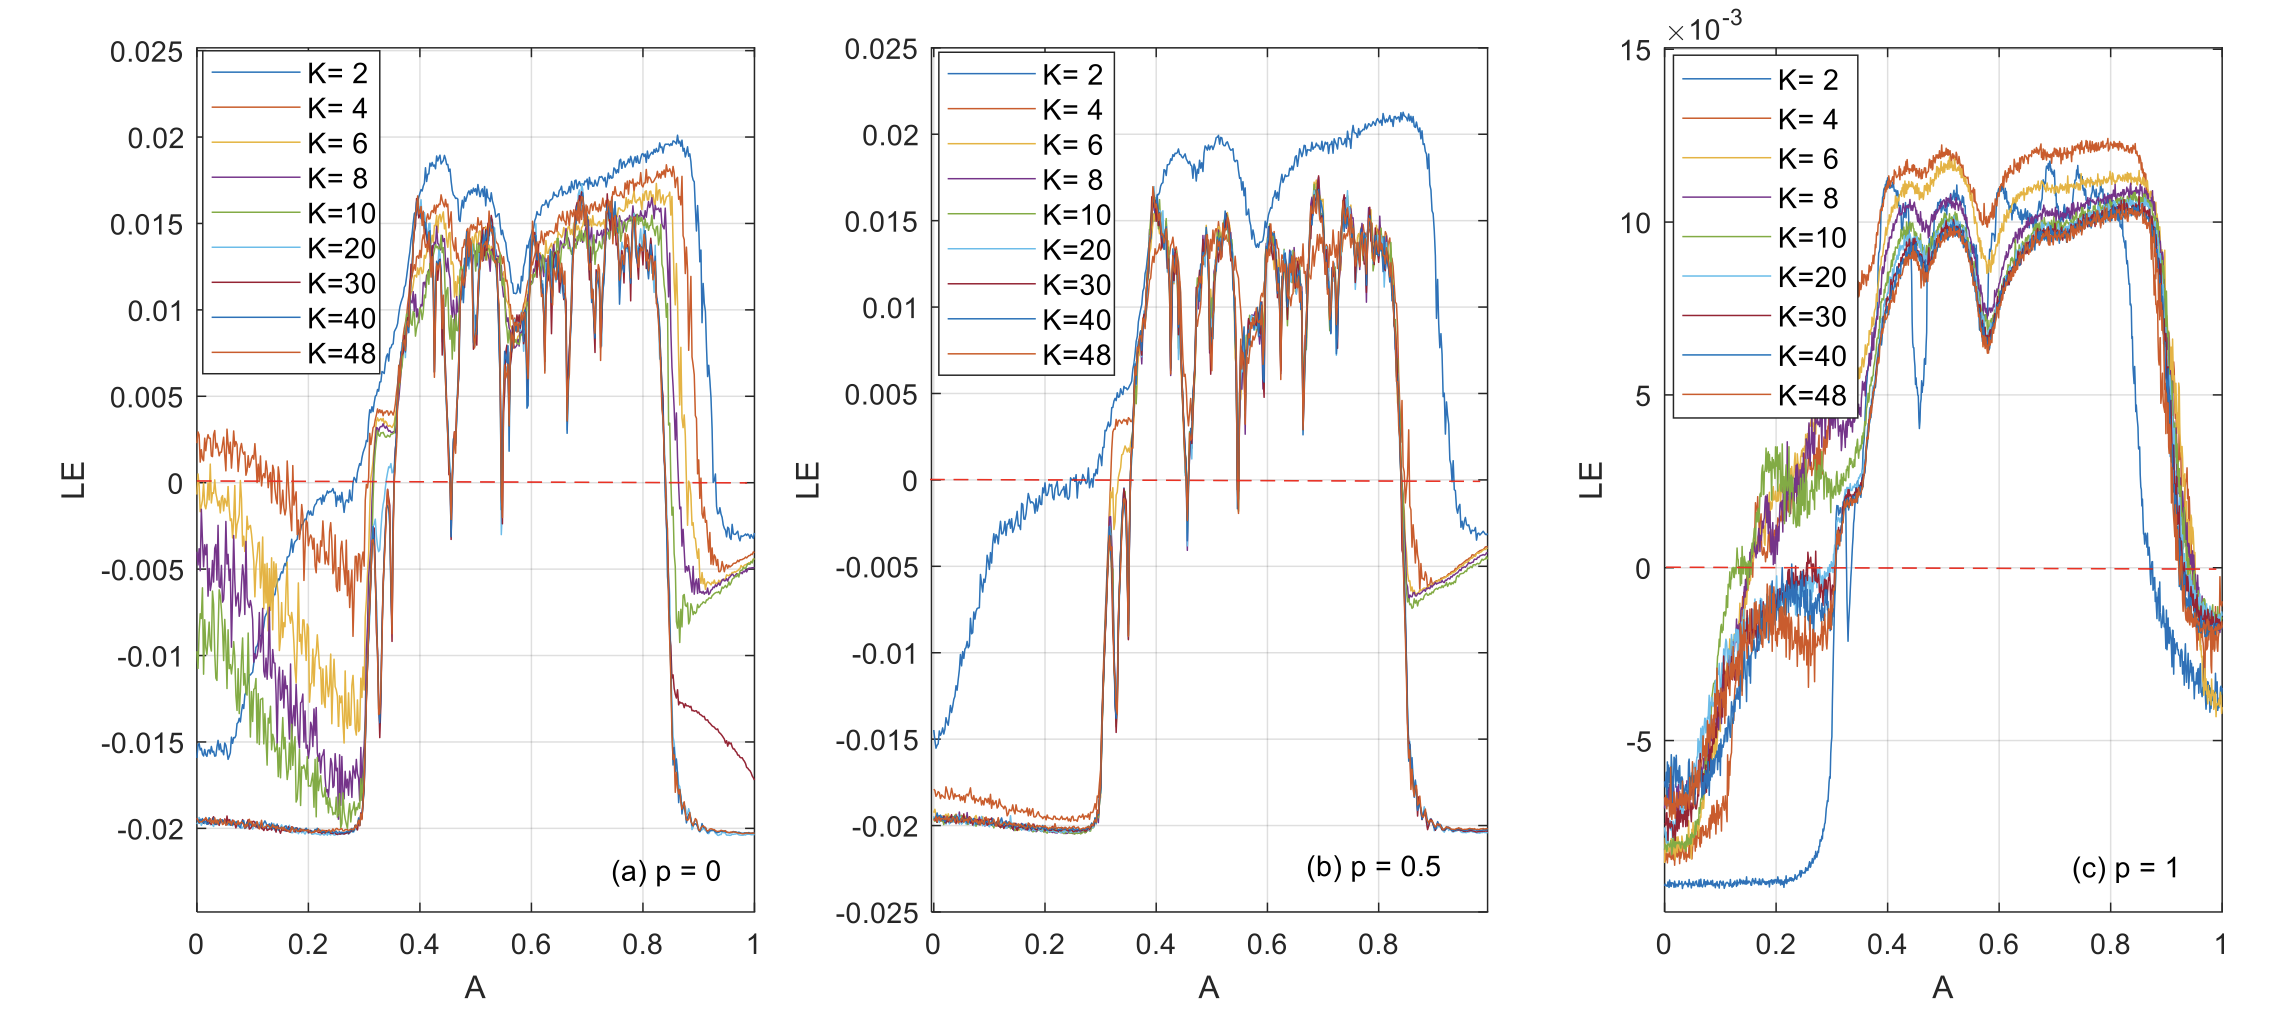 0.025
0.02
0.015
0.01
0.005
0
-0.005
-0.01
-0.015
-0.02
LE
K= 2
K= 4
K= 6
K= 8
K=10
K=20
K=30
K=40
K=48
(a) p = 0
0 0.2 0.4 0.6 0.8 1
A
0.025
0.02
0.015
0.01
0.005
0
-0.005
-0.01
-0.015
-0.02
-0.025
LE
K= 2
K= 4
K= 6
K= 8
K=10
K=20
K=30
K=40
K=48
(b) p = 0.5
0 0.2 0.4 0.6 0.8
A
×10⁻³
15
10
5
0
-5
LE
K= 2
K= 4
K= 6
K= 8
K=10
K=20
K=30
K=40
K=48
(c) p = 1
0 0.2 0.4 0.6 0.8 1
A